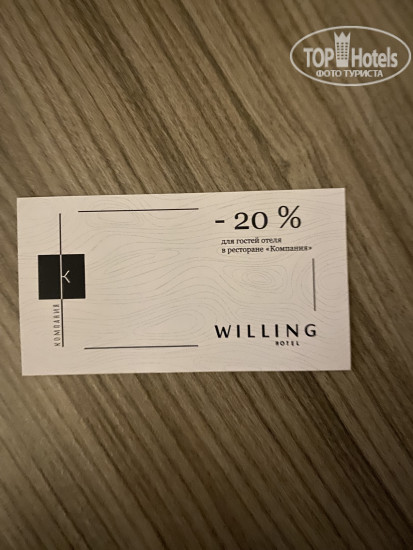 TOP Hotels
ФОТО ТУРИСТА
- 20 %
для гостей отеля
в ресторане «Компания»
К
КОМПАНИЯ
WILLING
HOTEL